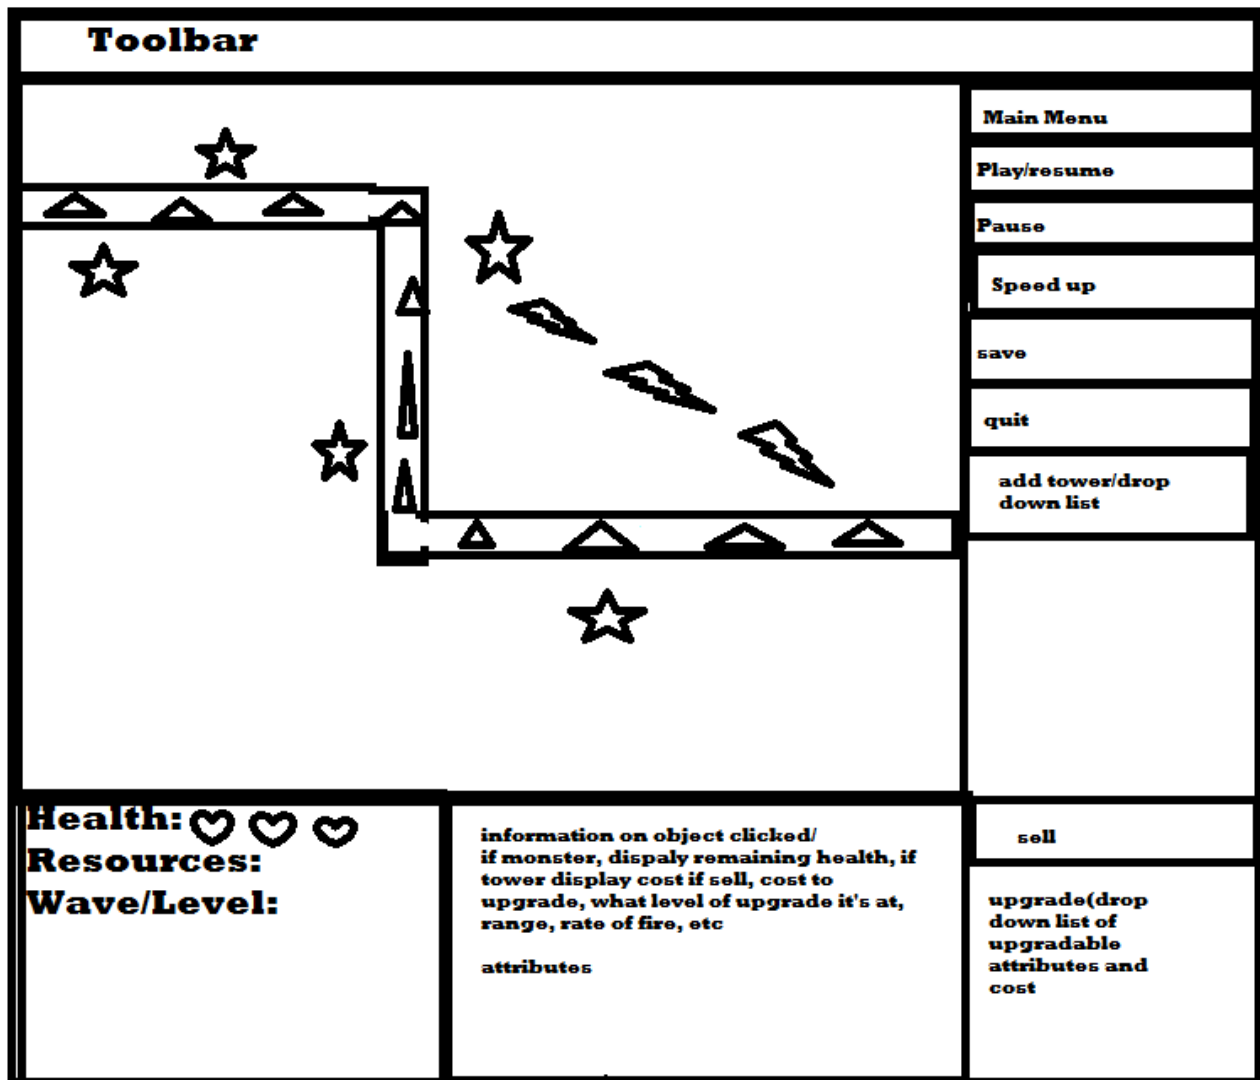 Toolbar
Main Menu
Play/resume
Pause
Speed up
save
quit
add tower/drop
down list
Health:
Resources:
Wave/Level:
information on object clicked/
if monster, dispaly remaining health, if
tower display cost if sell, cost to
upgrade, what level of upgrade it's at,
range, rate of fire, etc
attributes
sell
upgrade(drop
down list of
upgradable
attributes and
cost